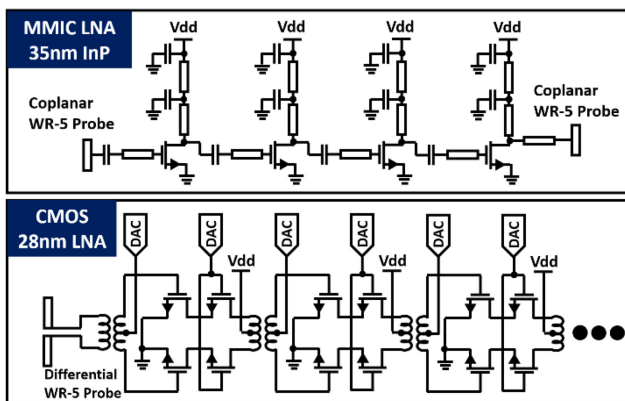 MMIC LNA
35nm InP
Vdd Vdd Vdd Vdd
Coplanar
WR-5 Probe
Coplanar
WR-5 Probe
CMOS
28nm LNA
DAC DAC DAC DAC DAC DAC
Vdd Vdd Vdd
Differential
WR-5 Probe